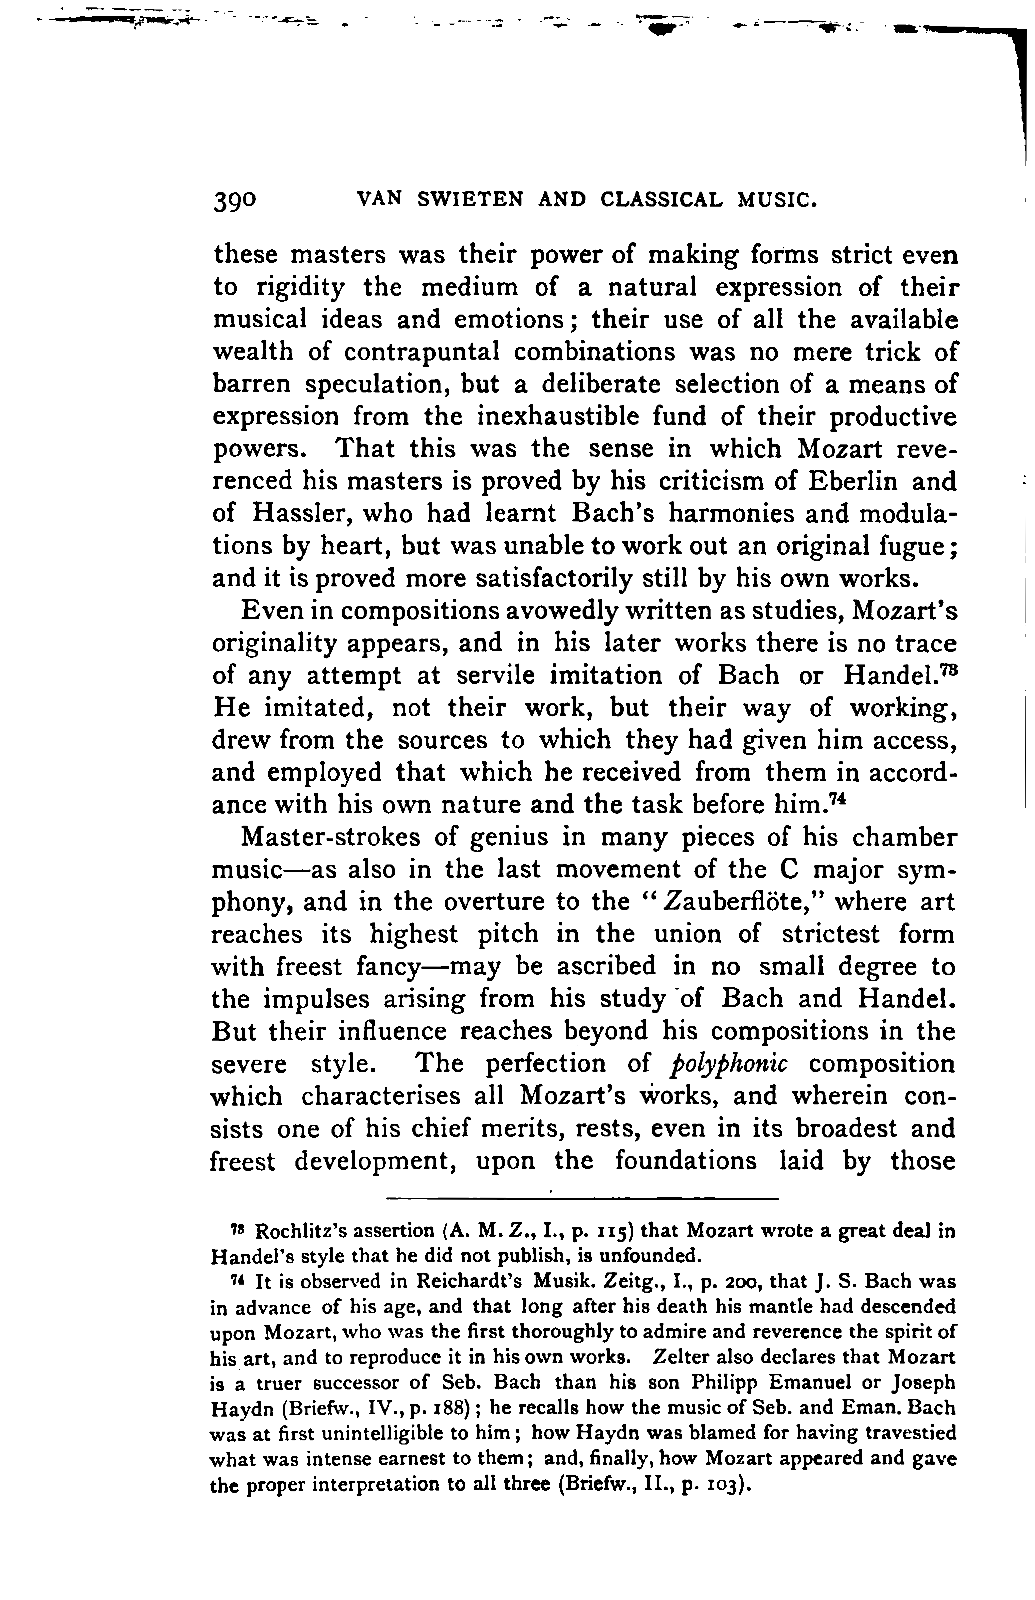 390 VAN SWIETEN AND CLASSICAL MUSIC.
these masters was their power of making forms strict even
to rigidity the medium of a natural expression of their
musical ideas and emotions; their use of all the available
wealth of contrapuntal combinations was no mere trick of
barren speculation, but a deliberate selection of a means of
expression from the inexhaustible fund of their productive
powers. That this was the sense in which Mozart reve-
renced his masters is proved by his criticism of Eberlin and
of Hassler, who had learnt Bach's harmonies and modula-
tions by heart, but was unable to work out an original fugue;
and it is proved more satisfactorily still by his own works.
Even in compositions avowedly written as studies, Mozart's
originality appears, and in his later works there is no trace
of any attempt at servile imitation of Bach or Handel.⁷³
He imitated, not their work, but their way of working,
drew from the sources to which they had given him access,
and employed that which he received from them in accord-
ance with his own nature and the task before him.⁷⁴
Master-strokes of genius in many pieces of his chamber
music—as also in the last movement of the C major sym-
phony, and in the overture to the "Zauberflöte," where art
reaches its highest pitch in the union of strictest form
with freest fancy—may be ascribed in no small degree to
the impulses arising from his study of Bach and Handel.
But their influence reaches beyond his compositions in the
severe style. The perfection of polyphonic composition
which characterises all Mozart's works, and wherein con-
sists one of his chief merits, rests, even in its broadest and
freest development, upon the foundations laid by those
⁷³ Rochlitz's assertion (A. M. Z., I., p. 115) that Mozart wrote a great deal in
Handel's style that he did not publish, is unfounded.
⁷⁴ It is observed in Reichardt's Musik. Zeitg., I., p. 200, that J. S. Bach was
in advance of his age, and that long after his death his mantle had descended
upon Mozart, who was the first thoroughly to admire and reverence the spirit of
his art, and to reproduce it in his own works. Zelter also declares that Mozart
is a truer successor of Seb. Bach than his son Philipp Emanuel or Joseph
Haydn (Briefw., IV., p. 188); he recalls how the music of Seb. and Eman. Bach
was at first unintelligible to him; how Haydn was blamed for having travestied
what was intense earnest to them; and, finally, how Mozart appeared and gave
the proper interpretation to all three (Briefw., II., p. 103).